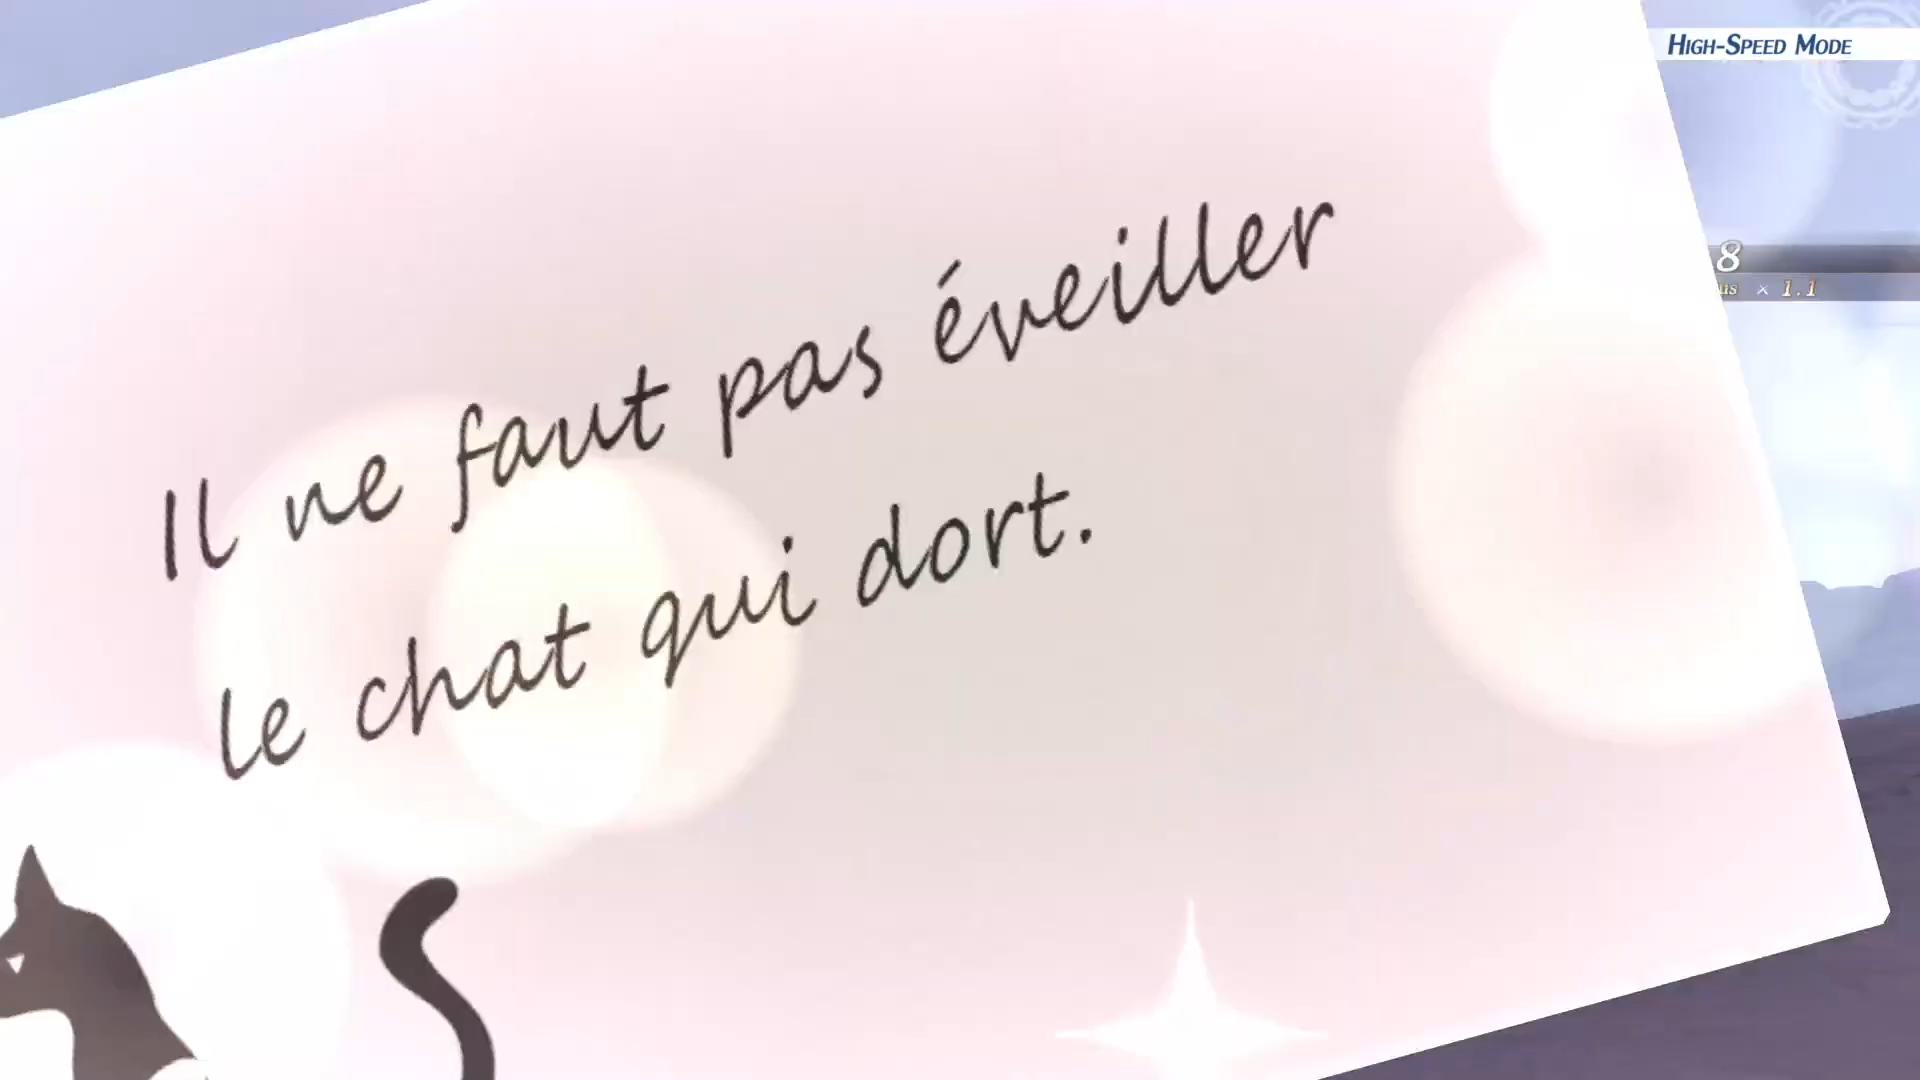 HIGH-SPEED MODE
8
× 1.1
Il ne faut pas éveiller
le chat qui dort.